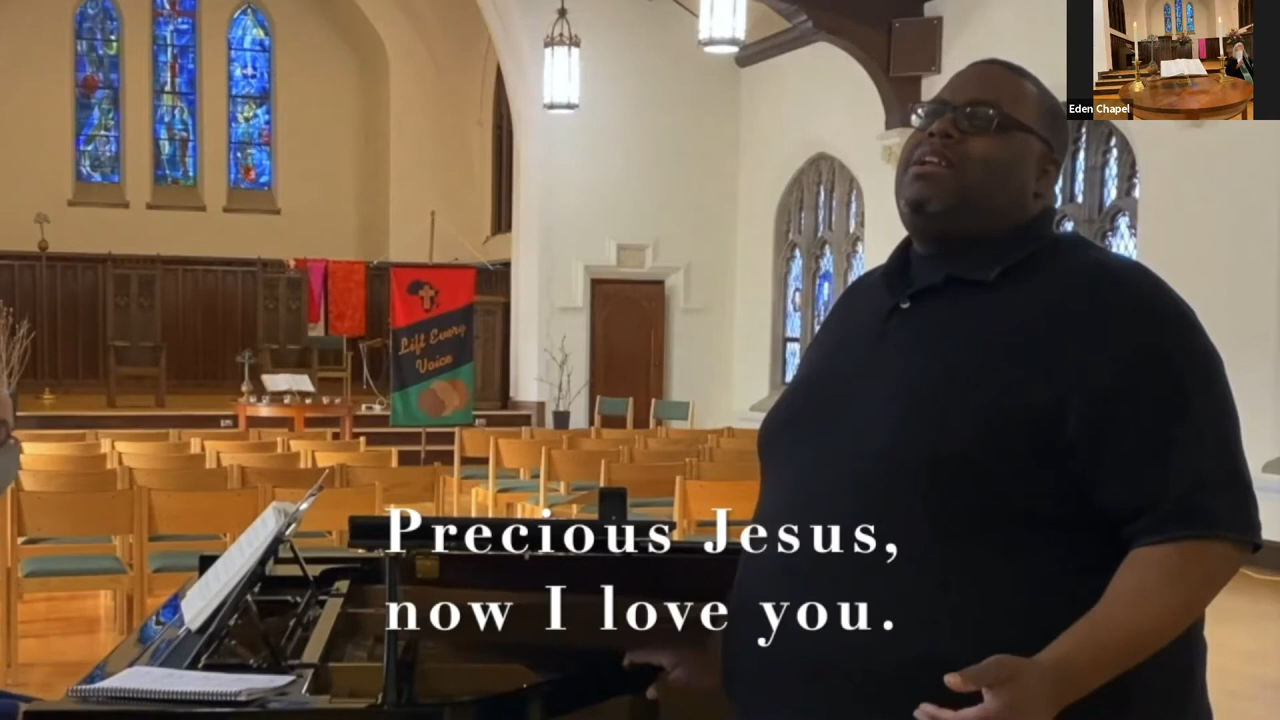 Eden Chapel
Lift Every
Voice
Precious Jesus,
now I love you.